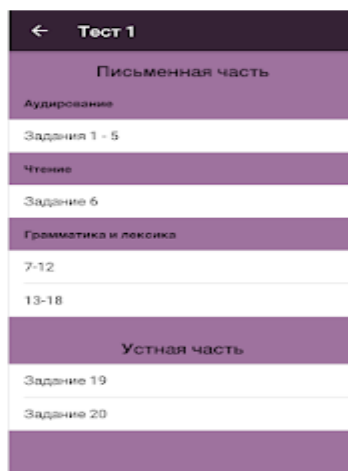 ← Тест 1
Письменная часть
Аудирование
Задания 1 - 5
Чтение
Задание 6
Грамматика и лексика
7-12
13-18
Устная часть
Задание 19
Задание 20